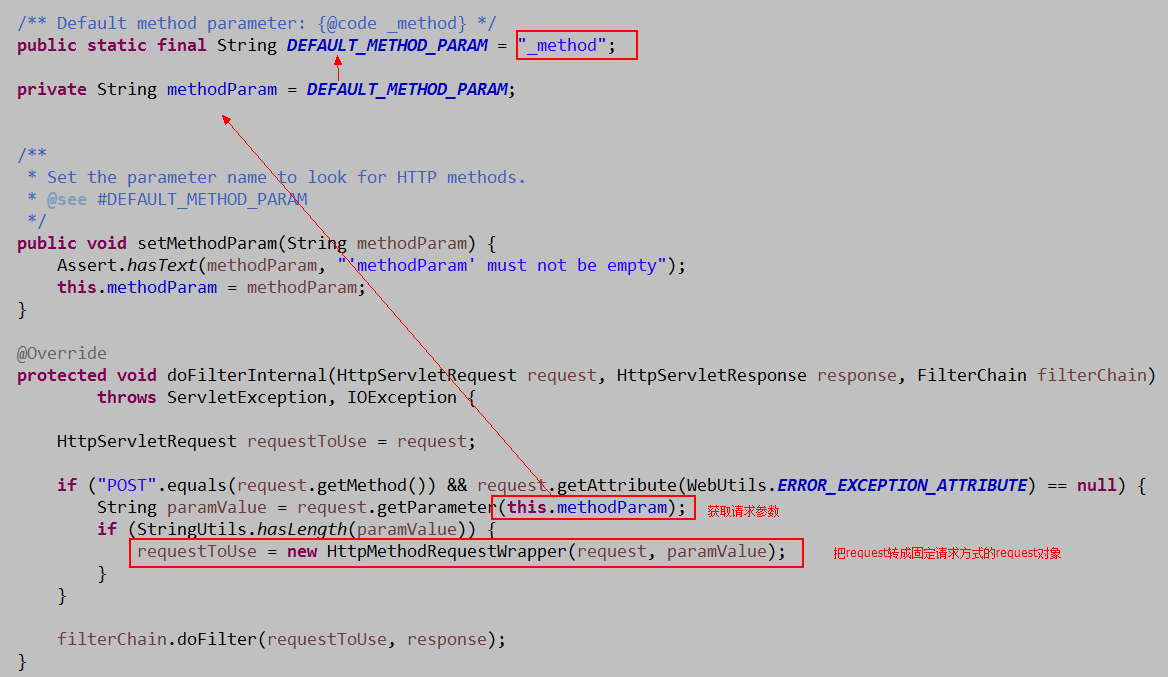 /** Default method parameter: {@code _method} */
public static final String DEFAULT_METHOD_PARAM = "_method";
private String methodParam = DEFAULT_METHOD_PARAM;
/**
 * Set the parameter name to look for HTTP methods.
 * @see #DEFAULT_METHOD_PARAM
 */
public void setMethodParam(String methodParam) {
    Assert.hasText(methodParam, "'methodParam' must not be empty");
    this.methodParam = methodParam;
}
@Override
protected void doFilterInternal(HttpServletRequest request, HttpServletResponse response, FilterChain filterChain)
        throws ServletException, IOException {
    HttpServletRequest requestToUse = request;
    if ("POST".equals(request.getMethod()) && request.getAttribute(WebUtils.ERROR_EXCEPTION_ATTRIBUTE) == null) {
        String paramValue = request.getParameter(this.methodParam); 获取请求参数
        if (StringUtils.hasLength(paramValue)) {
            requestToUse = new HttpMethodRequestWrapper(request, paramValue); 把request转成固定请求方式的request对象
        }
    }
    filterChain.doFilter(requestToUse, response);
}